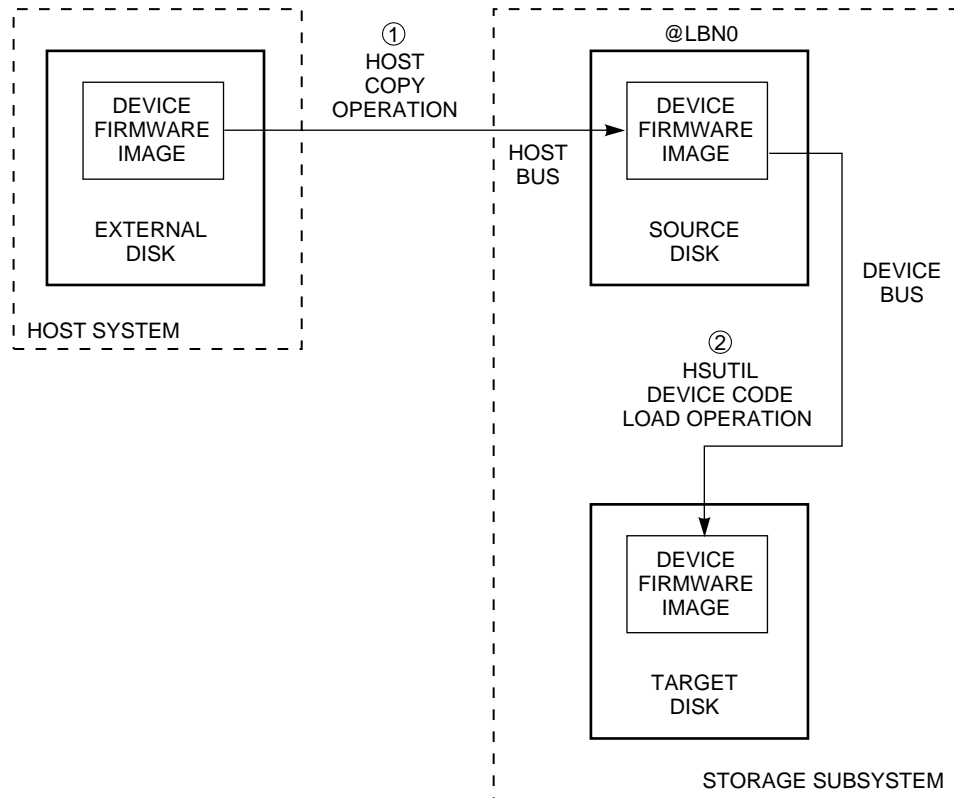 @LBN0
①
HOST
COPY
OPERATION
DEVICE
FIRMWARE
IMAGE
EXTERNAL
DISK
HOST SYSTEM
HOST
BUS
DEVICE
FIRMWARE
IMAGE
SOURCE
DISK
DEVICE
BUS
②
HSUTIL
DEVICE CODE
LOAD OPERATION
DEVICE
FIRMWARE
IMAGE
TARGET
DISK
STORAGE SUBSYSTEM